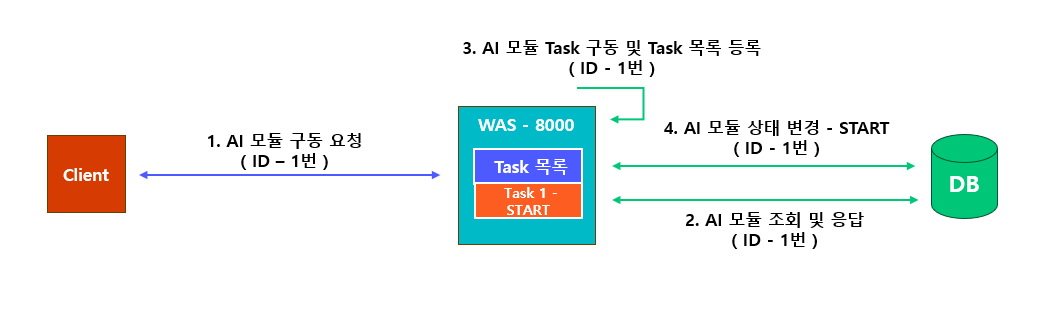 3. AI 모듈 Task 구동 및 Task 목록 등록
( ID - 1번 )
WAS - 8000
1. AI 모듈 구동 요청
( ID – 1번 )
4. AI 모듈 상태 변경 - START
( ID - 1번 )
Client
Task 목록
Task 1 -
START
DB
2. AI 모듈 조회 및 응답
( ID - 1번 )